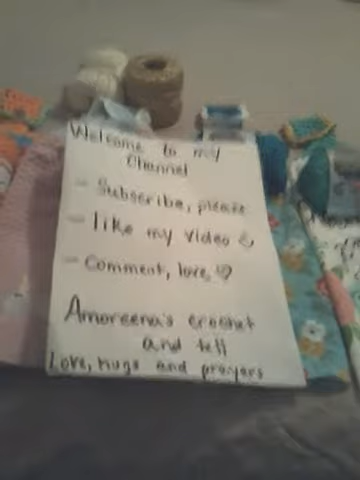 Welcome to my
Channel
- Subscribe, please
- like my video
- Comment, love ♡
Amoreena's crochet
and tell
Love, hugs and prayers